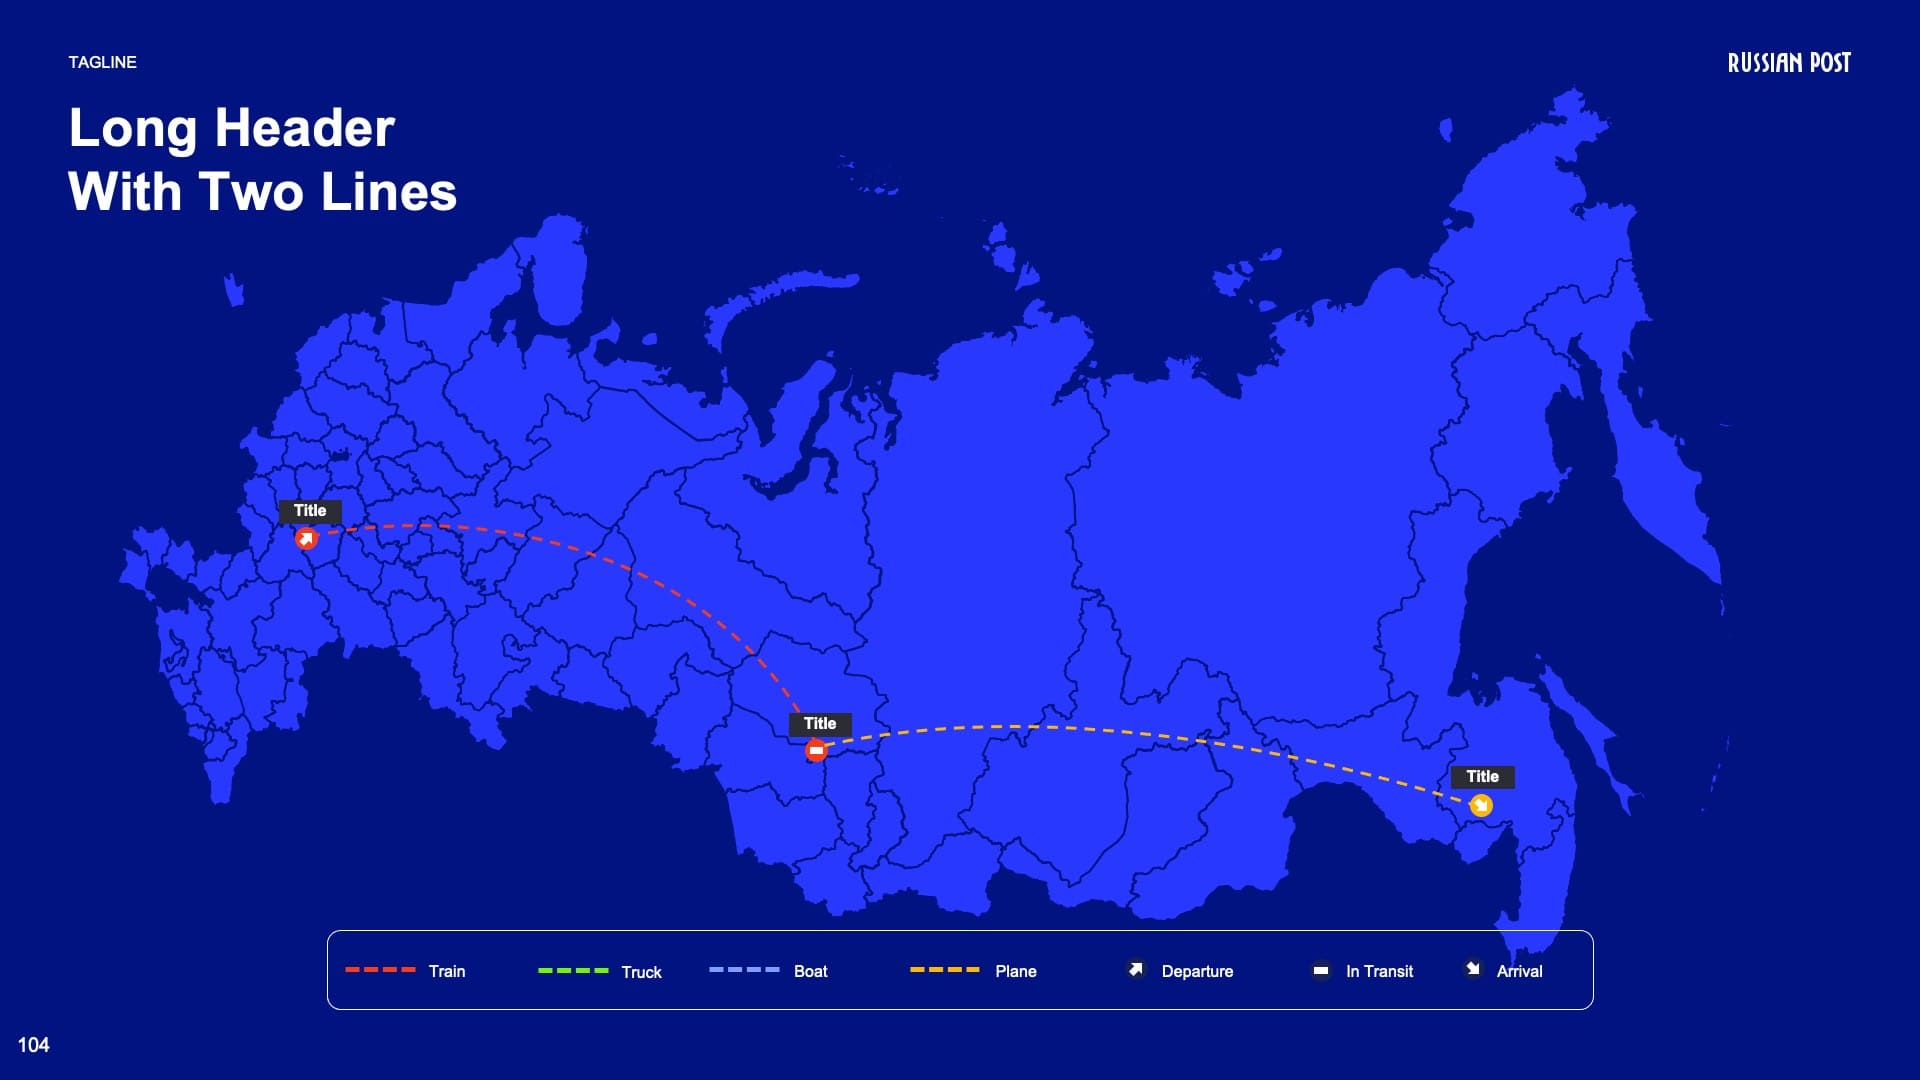 TAGLINE
RUSSIAN POST
Long Header
With Two Lines
Title
Title
Title
Train
Truck
Boat
Plane
Departure
In Transit
Arrival
104